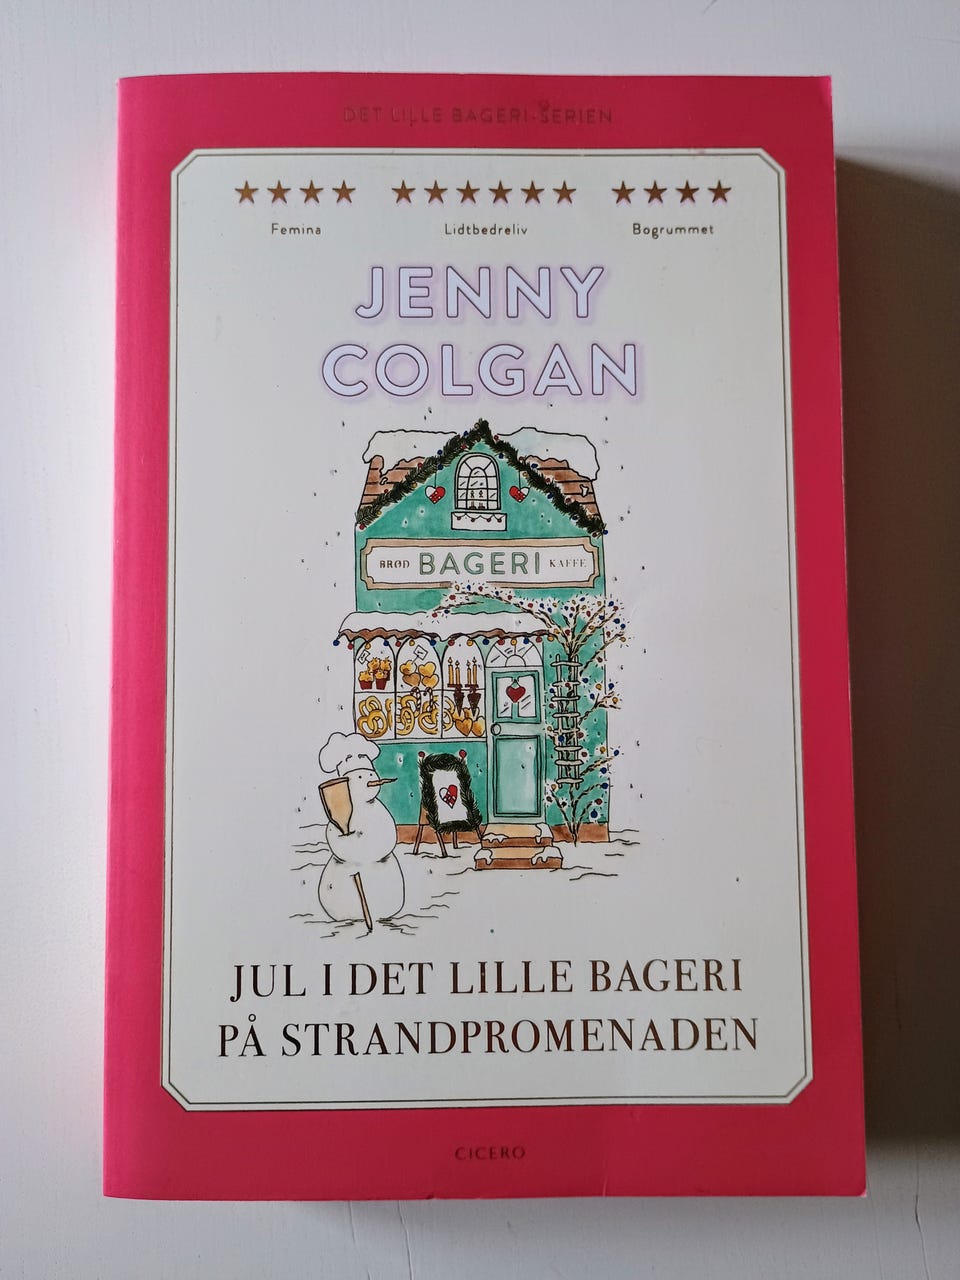 DET LILLE BAGERI-SERIEN
★★★★ ★★★★★★ ★★★★
Femina Lidtbedreliv Bogrummet
JENNY
COLGAN
BRØD BAGERI KAFFE
JUL I DET LILLE BAGERI
PÅ STRANDPROMENADEN
CICERO